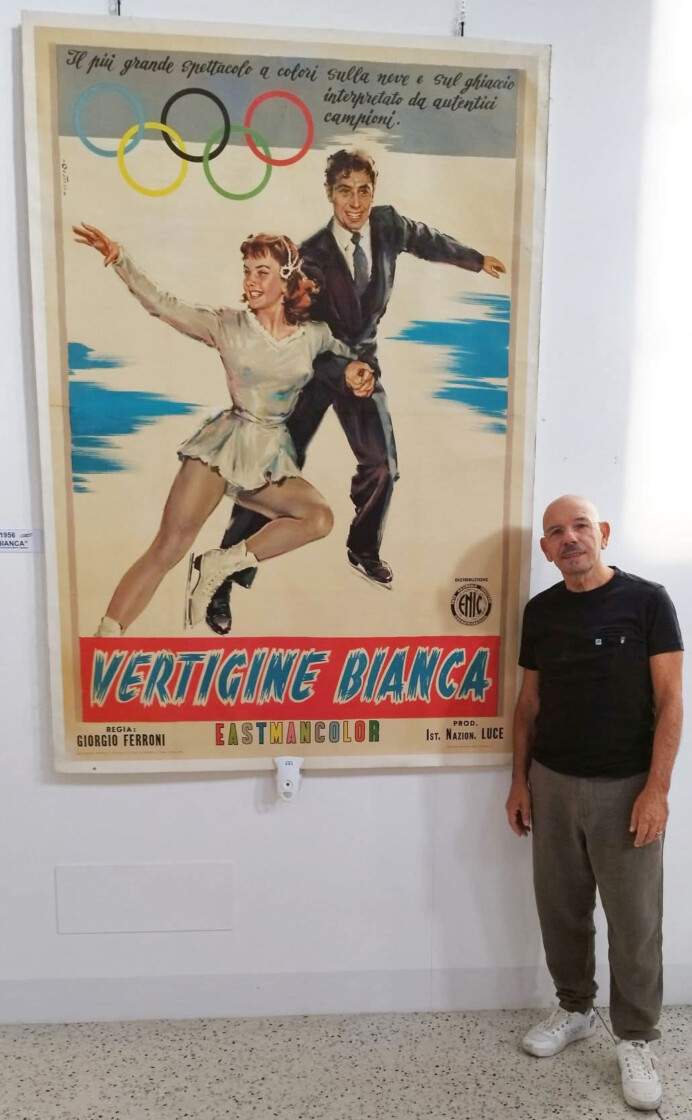 Il più grande spettacolo a colori sulla neve e sul ghiaccio
interpretato da autentici
campioni.
1956
BIANCA"
DISTRIBUZIONE
ENIC
VERTIGINE BIANCA
REGIA:
GIORGIO FERRONI
EASTMANCOLOR
PROD.
IST. NAZION. LUCE